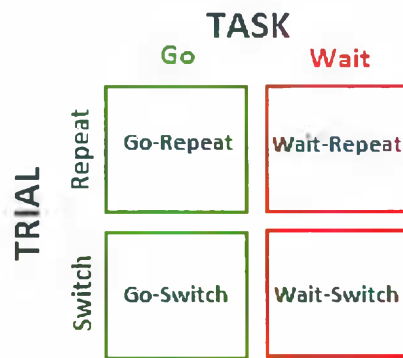 TASK
Go Wait
TRIAL
Repeat
Go-Repeat Wait-Repeat
Switch
Go-Switch Wait-Switch